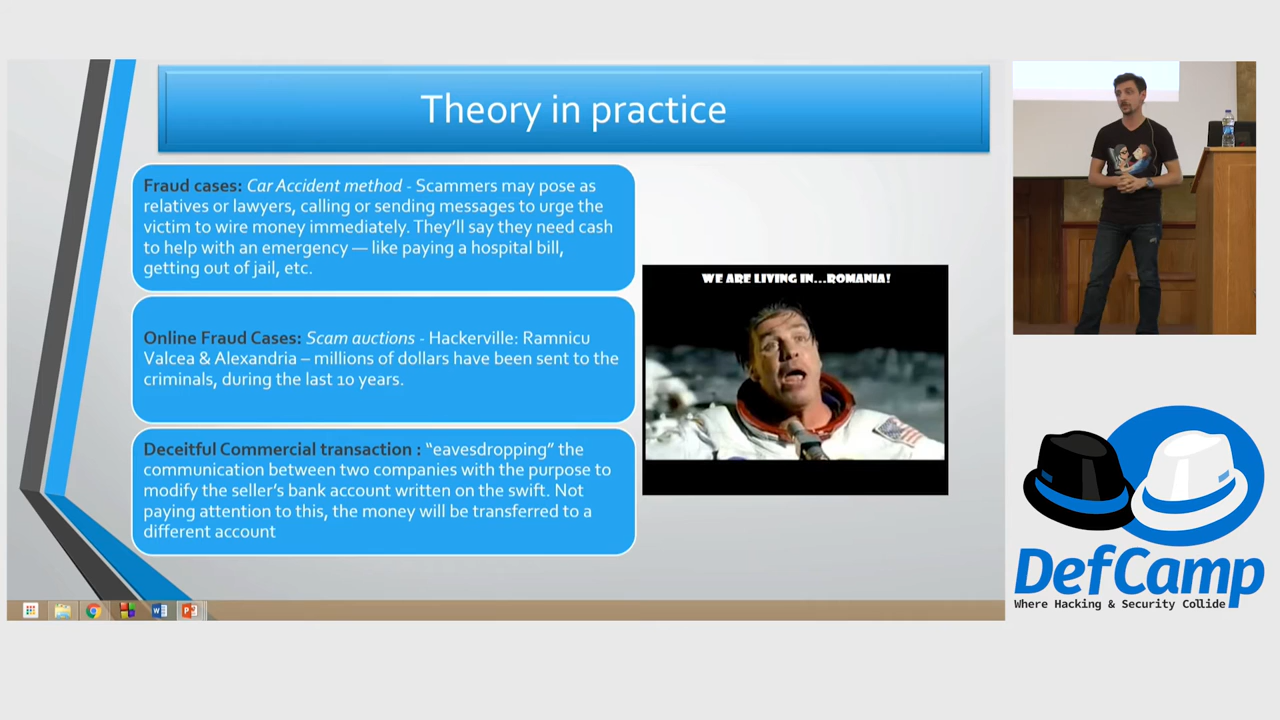 Theory in practice
Fraud cases: Car Accident method - Scammers may pose as
relatives or lawyers, calling or sending messages to urge the
victim to wire money immediately. They'll say they need cash
to help with an emergency — like paying a hospital bill,
getting out of jail, etc.
Online Fraud Cases: Scam auctions - Hackerville: Ramnicu
Valcea & Alexandria – millions of dollars have been sent to the
criminals, during the last 10 years.
Deceitful Commercial transaction : “eavesdropping” the
communication between two companies with the purpose to
modify the seller's bank account written on the swift. Not
paying attention to this, the money will be transferred to a
different account
WE ARE LIVING IN...ROMANIA!
DefCamp
Where Hacking & Security Collide